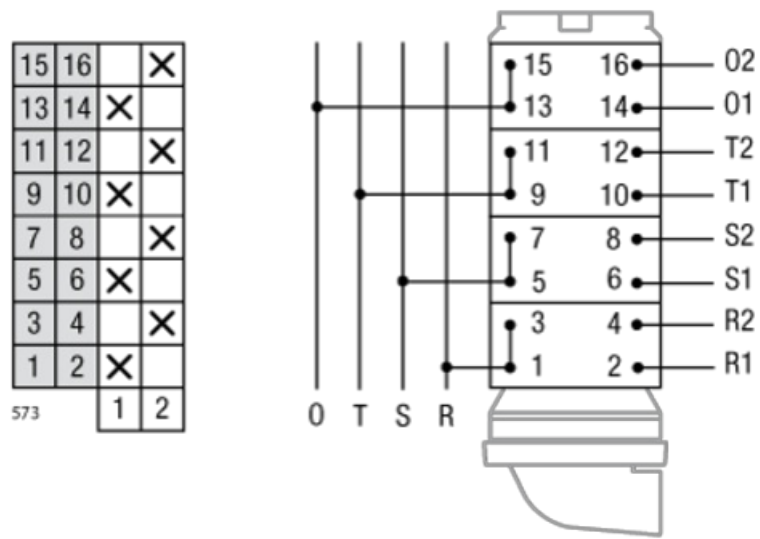 15 16 X
13 14 X
11 12 X
9 10 X
7 8 X
5 6 X
3 4 X
1 2 X
573 1 2
O T S R
15 16 O2
13 14 O1
11 12 T2
9 10 T1
7 8 S2
5 6 S1
3 4 R2
1 2 R1